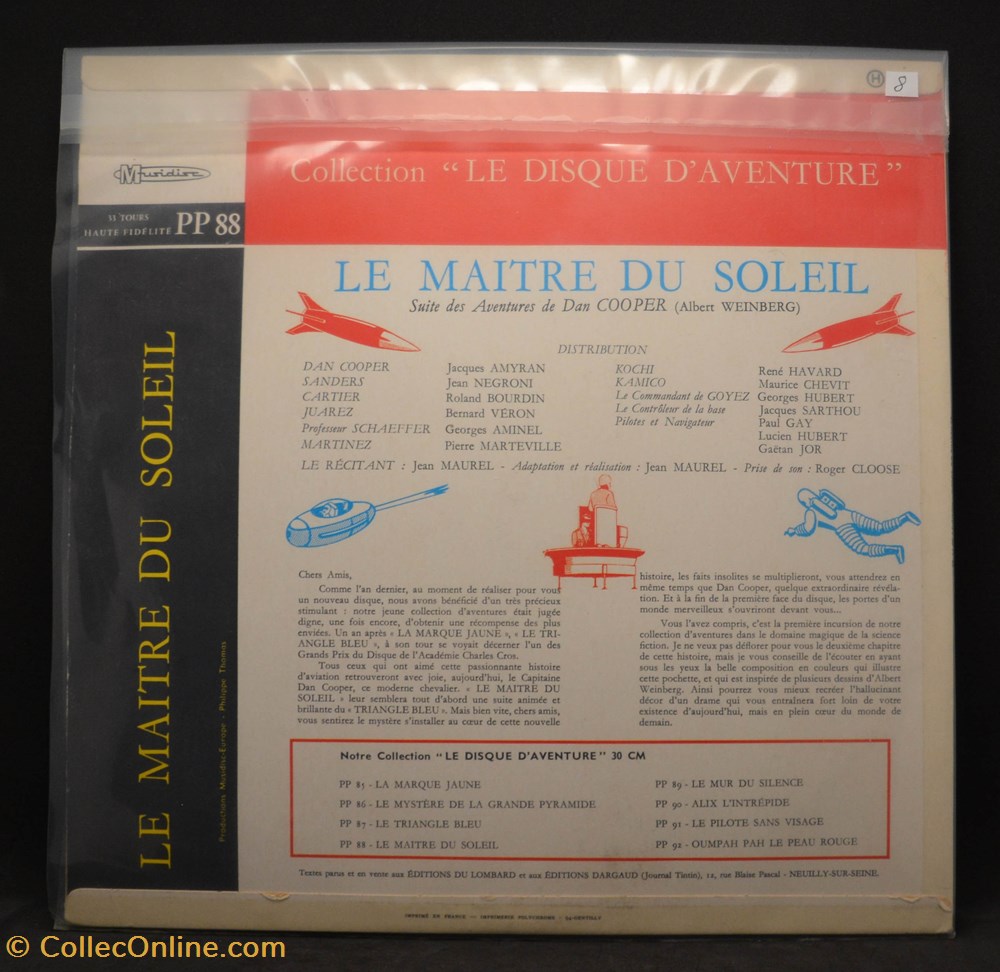 H
8
Musidisc
Collection "LE DISQUE D'AVENTURE"
33 TOURS
HAUTE FIDÉLITÉ PP 88
LE MAITRE DU SOLEIL
Suite des Aventures de Dan COOPER (Albert WEINBERG)
DISTRIBUTION
DAN COOPER Jacques AMYRAN
SANDERS Jean NEGRONI
CARTIER Roland BOURDIN
JUAREZ Bernard VÉRON
Professeur SCHAEFFER Georges AMINEL
MARTINEZ Pierre MARTEVILLE
KOCHI René HAVARD
KAMICO Maurice CHEVIT
Le Commandant de GOYEZ Georges HUBERT
Le Contrôleur de la base Jacques SARTHOU
Pilotes et Navigateur Paul GAY
Lucien HUBERT
Gaëtan JOR
LE RÉCITANT : Jean MAUREL - Adaptation et réalisation : Jean MAUREL - Prise de son : Roger CLOOSE
Chers Amis,
Comme l'an dernier, au moment de réaliser pour vous
un nouveau disque, nous avons bénéficié d'un très précieux
stimulant : notre jeune collection d'aventures était jugée
digne, une fois encore, d'obtenir une récompense des plus
enviées. Un an après « LA MARQUE JAUNE », « LE TRI-
ANGLE BLEU », à son tour se voyait décerner l'un des
Grands Prix du Disque de l'Académie Charles Cros.
Tous ceux qui ont aimé cette passionnante histoire
d'aviation retrouveront avec joie, aujourd'hui, le Capitaine
Dan Cooper, ce moderne chevalier. « LE MAITRE DU
SOLEIL » leur semblera tout d'abord une suite animée et
brillante du « TRIANGLE BLEU ». Mais bien vite, chers amis,
vous sentirez le mystère s'installer au cœur de cette nouvelle
histoire, les faits insolites se multiplieront, vous attendrez en
même temps que Dan Cooper, quelque extraordinaire révéla-
tion. Et à la fin de la première face du disque, les portes d'un
monde merveilleux s'ouvriront devant vous...
Vous l'avez compris, c'est la première incursion de notre
collection d'aventures dans le domaine magique de la science
fiction. Je ne veux pas déflorer pour vous le deuxième chapitre
de cette histoire, mais je vous conseille de l'écouter en ayant
sous les yeux la belle composition en couleurs qui illustre
cette pochette, et qui est inspirée de plusieurs dessins d'Albert
Weinberg. Ainsi pourrez vous mieux recréer l'hallucinant
décor d'un drame qui vous entraînera fort loin de votre
existence d'aujourd'hui, mais en plein cœur du monde de
demain.
Notre Collection "LE DISQUE D'AVENTURE" 30 CM
PP 85 - LA MARQUE JAUNE
PP 86 - LE MYSTÈRE DE LA GRANDE PYRAMIDE
PP 87 - LE TRIANGLE BLEU
PP 88 - LE MAITRE DU SOLEIL
PP 89 - LE MUR DU SILENCE
PP 90 - ALIX L'INTRÉPIDE
PP 91 - LE PILOTE SANS VISAGE
PP 92 - OUMPAH PAH LE PEAU ROUGE
Textes parus et en vente aux ÉDITIONS DU LOMBARD et aux ÉDITIONS DARGAUD (Journal Tintin), 12, rue Blaise Pascal - NEUILLY-SUR-SEINE.
LE MAITRE DU SOLEIL
Productions Musidisc-Europe - Philippe Thomas
IMPRIMÉ EN FRANCE - IMPRIMERIE POLYCHROME - 94-GENTILLY
© CollecOnline.com